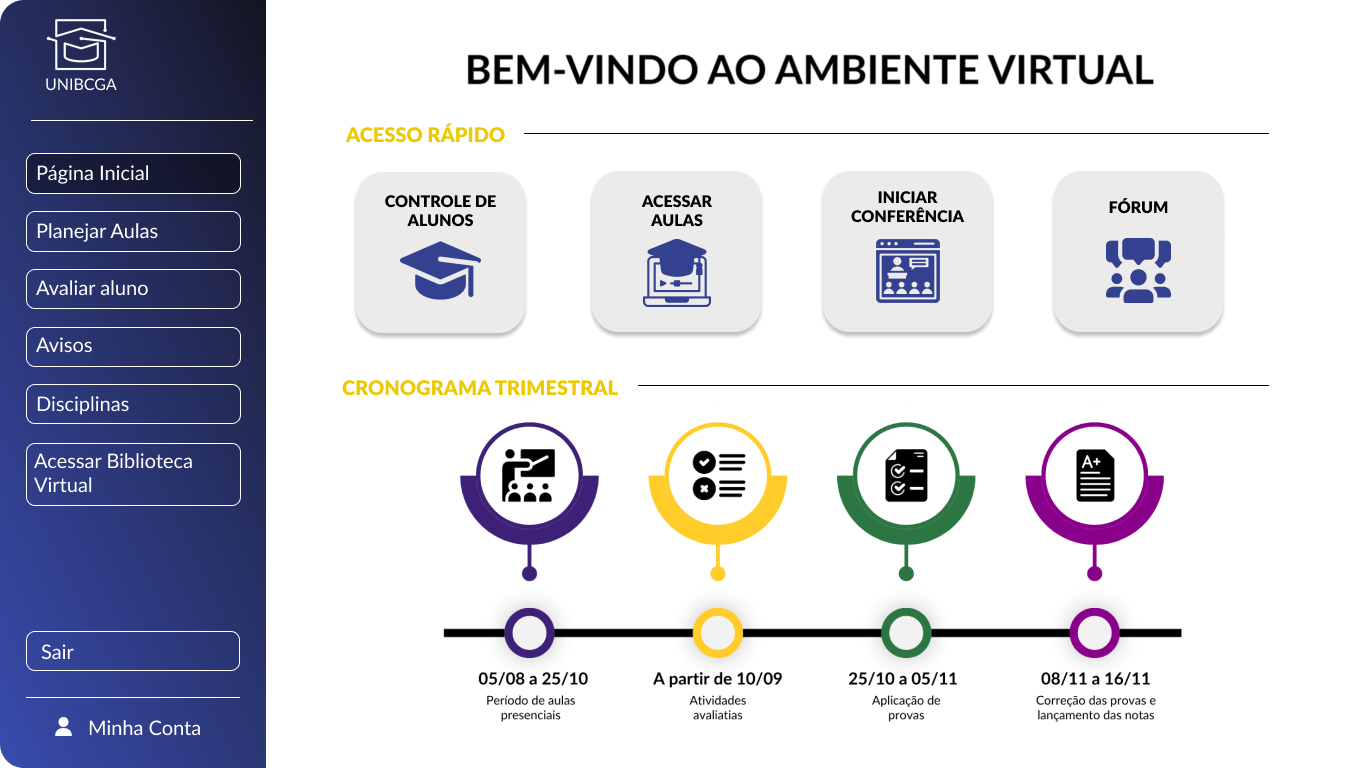 UNIBCGA
Página Inicial
Planejar Aulas
Avaliar aluno
Avisos
Disciplinas
Acessar Biblioteca
Virtual
Sair
Minha Conta
BEM-VINDO AO AMBIENTE VIRTUAL
ACESSO RÁPIDO
CONTROLE DE
ALUNOS
ACESSAR
AULAS
INICIAR
CONFERÊNCIA
FÓRUM
CRONOGRAMA TRIMESTRAL
A+
05/08 a 25/10
Período de aulas
presenciais
A partir de 10/09
Atividades
avaliatias
25/10 a 05/11
Aplicação de
provas
08/11 a 16/11
Correção das provas e
lançamento das notas